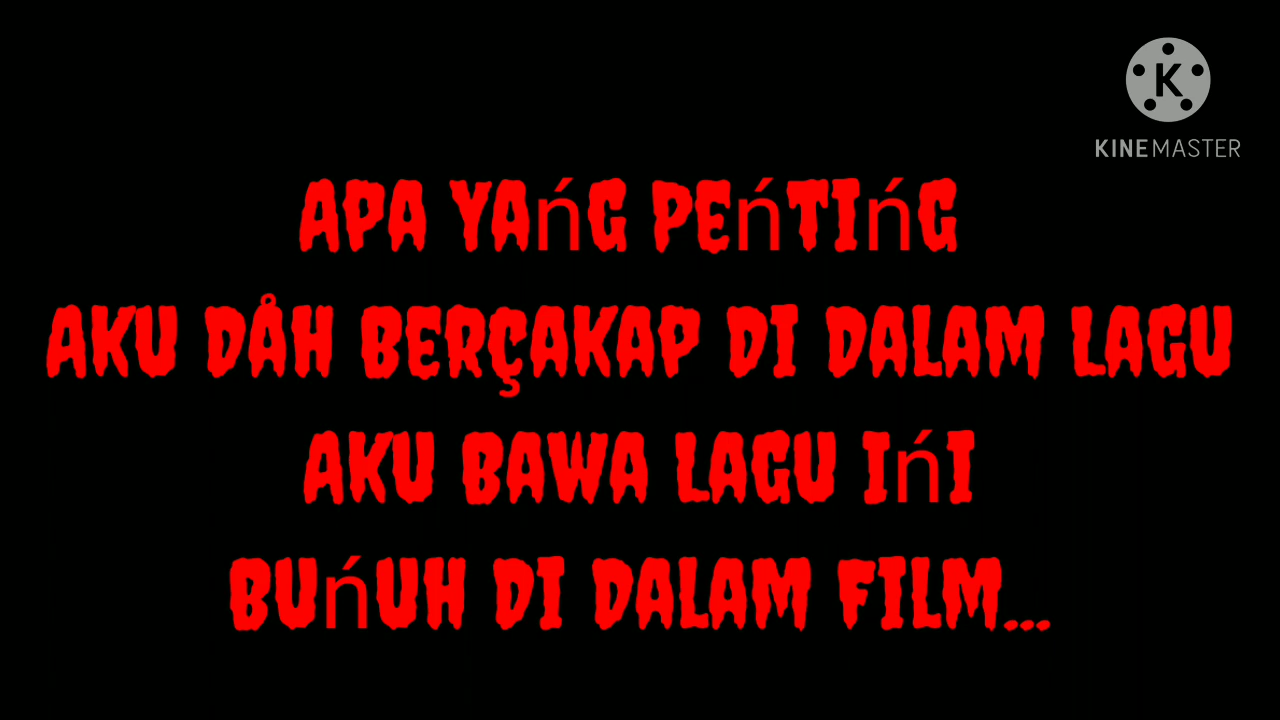 K
KINEMASTER
APA YAńG PEńTIńG
AKU DÅH BERÇAKAP DI DALAM LAGU
AKU BAWA LAGU IńI
BUńUH DI DALAM FILM...